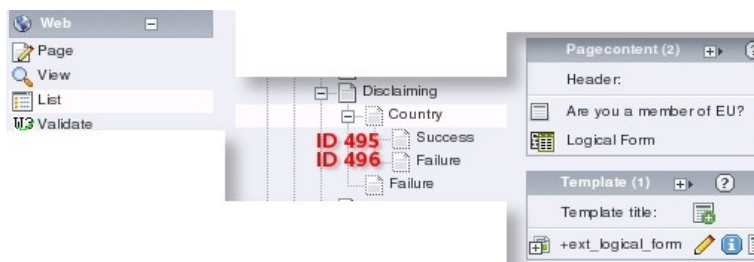 Web
Page
View
List
W3 Validate
Disclaiming
Country
ID 495 Success
ID 496 Failure
Failure
Pagecontent (2)
Header:
Are you a member of EU?
Logical Form
Template (1)
Template title:
+ext_logical_form